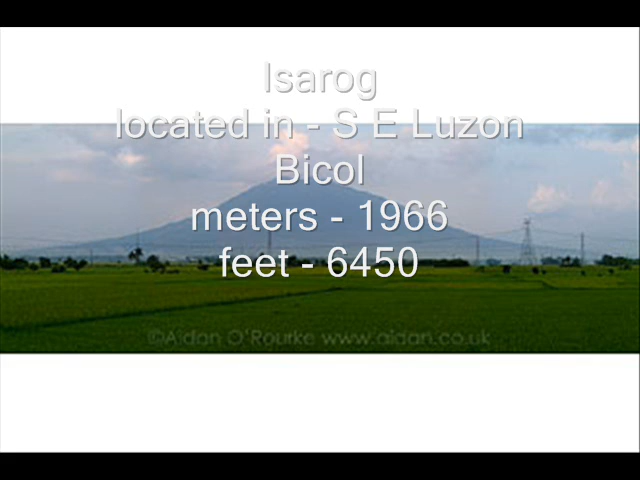 Isarog
located in - S E Luzon
Bicol
meters - 1966
feet - 6450
©Aidan O'Rourke www.aidan.co.uk